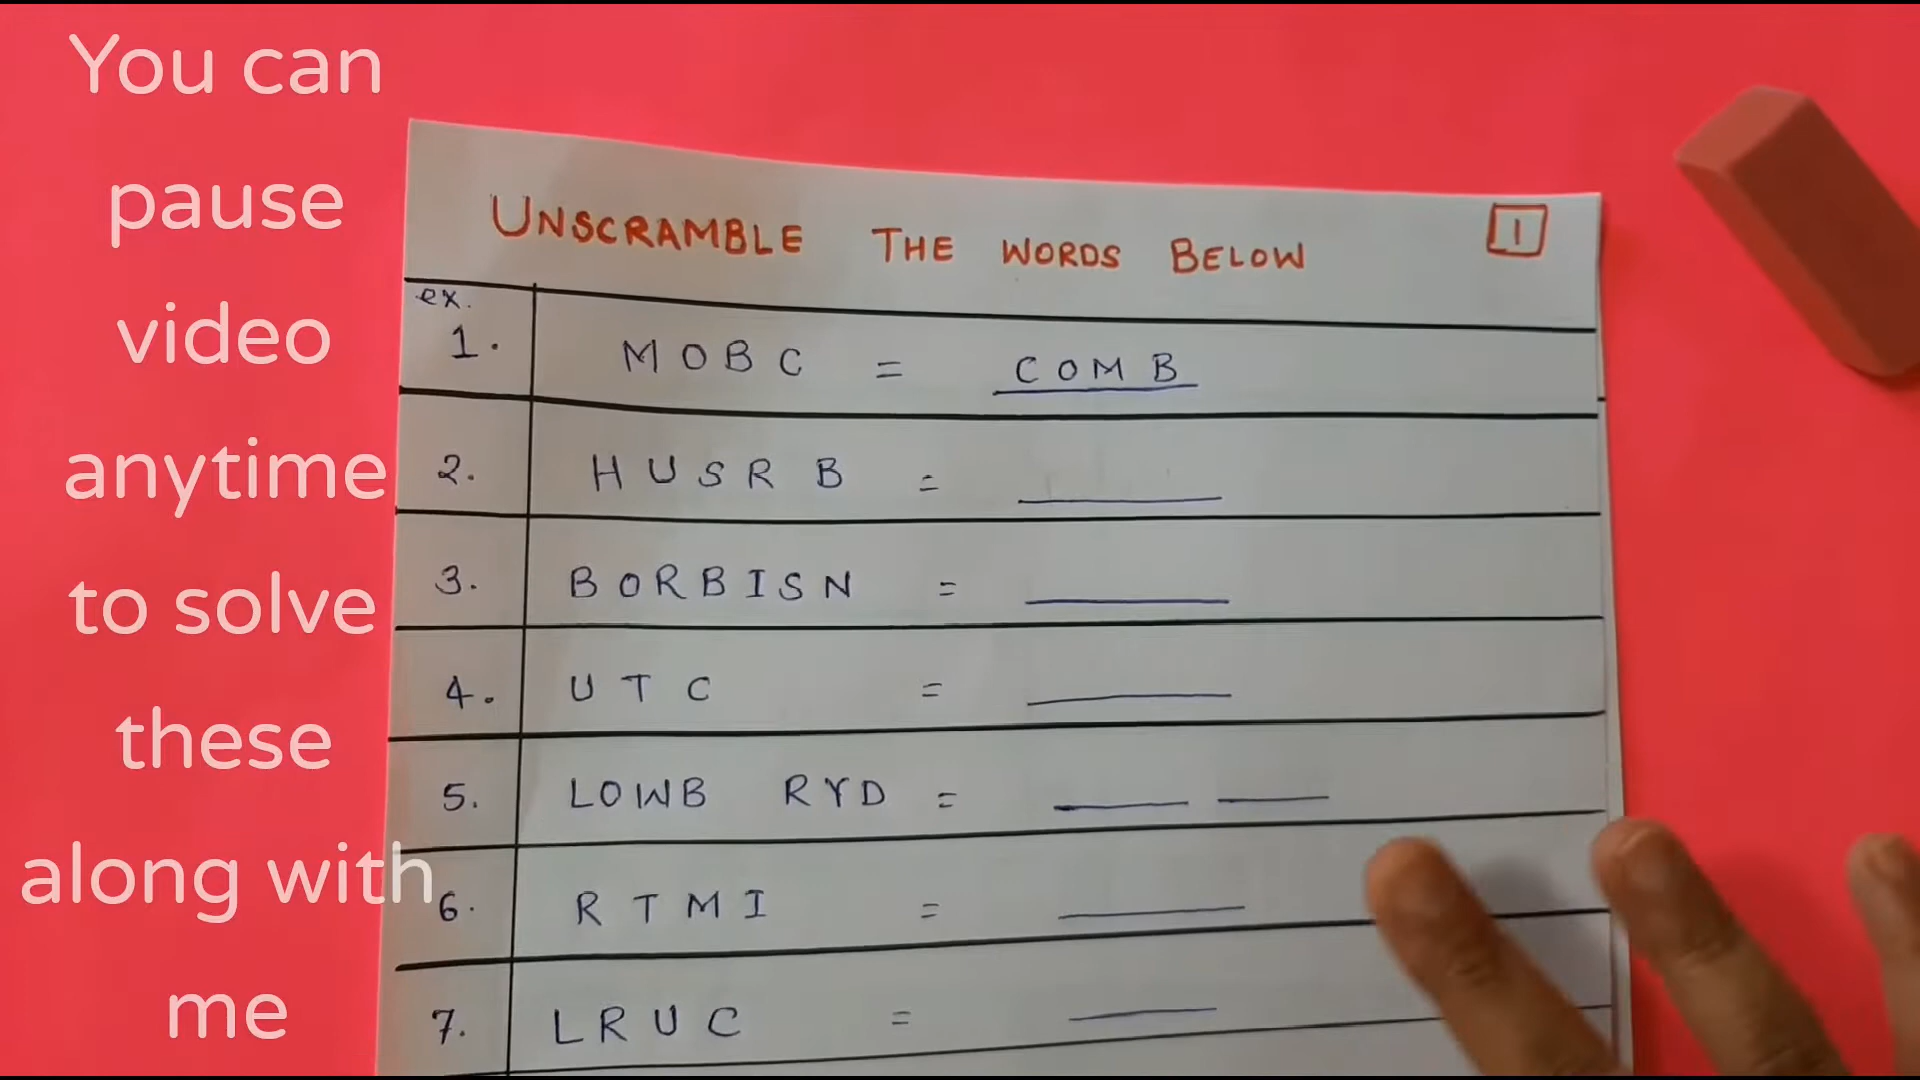 You can
pause
video
anytime
to solve
these
along with
me
UNSCRAMBLE THE WORDS BELOW 1
ex.
1. MOBC = COMB
2. HUSRB =
3. BORBISN =
4. UTC =
5. LOWB RYD =
6. RTMI =
7. LRUC =